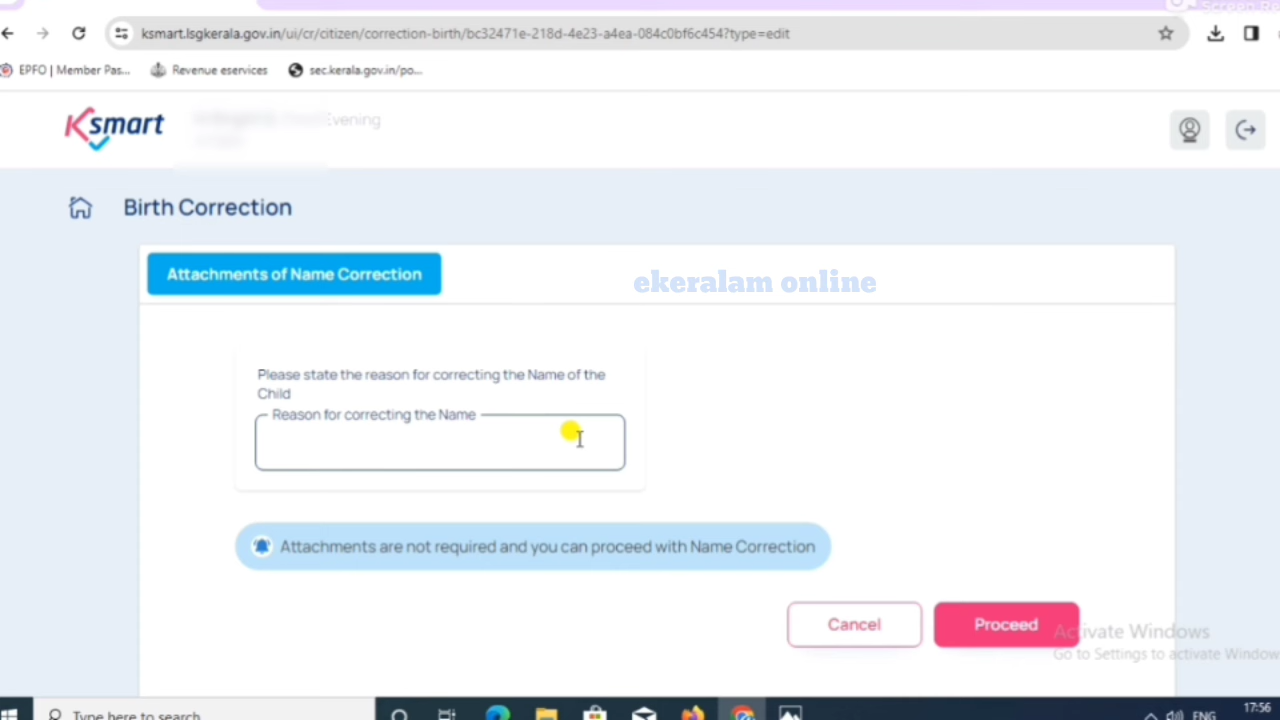 Screen Re
ksmart.lsgkerala.gov.in/ui/cr/citizen/correction-birth/bc32471e-218d-4e23-a4ea-084c0bf6c454?type=edit
EPFO | Member Pas...
Revenue eservices
sec.kerala.gov.in/po...
Ksmart
Evening
Birth Correction
Attachments of Name Correction
ekeralam online
Please state the reason for correcting the Name of the
Child
Reason for correcting the Name
Attachments are not required and you can proceed with Name Correction
Cancel
Proceed
Activate Windows
Go to Settings to activate Window
Type here to search
ENG
17:56